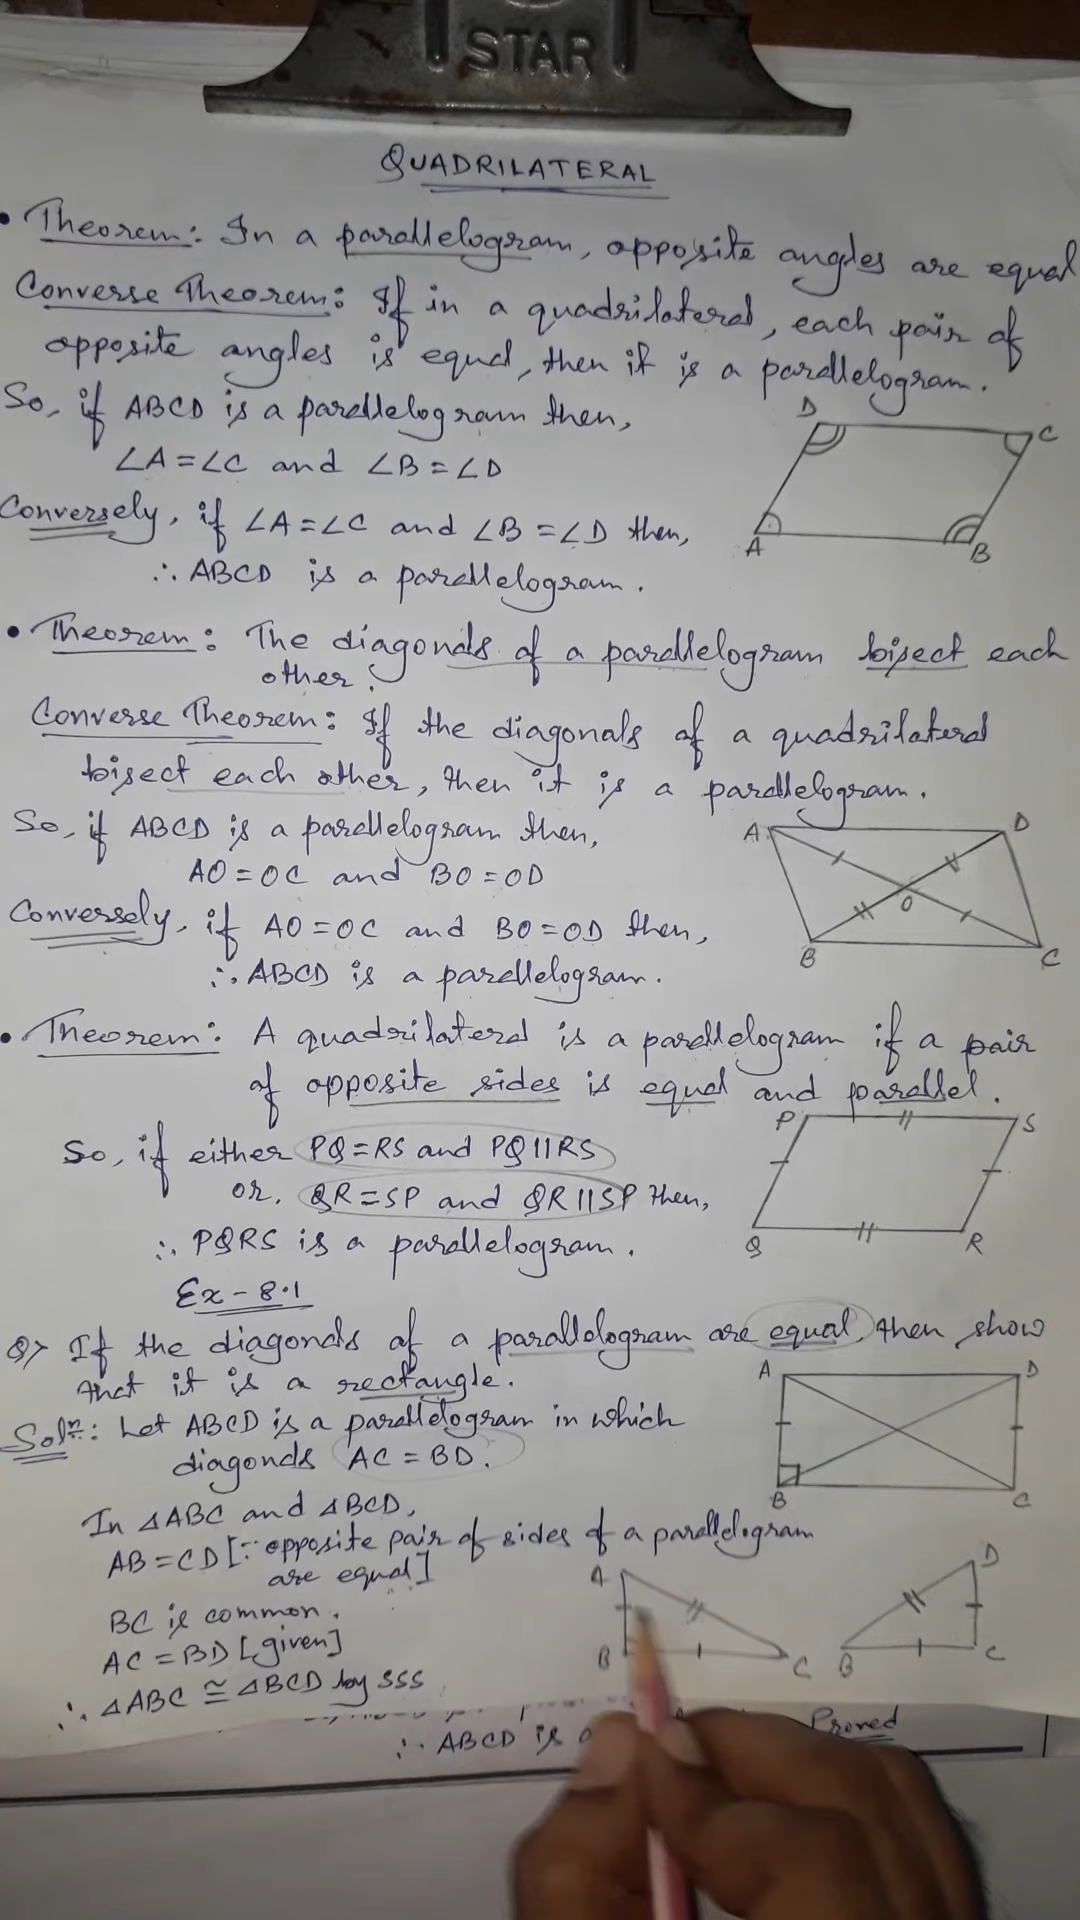 STAR
QUADRILATERAL
• Theorem: In a parallelogram, opposite angles are equal
Converse Theorem: If in a quadrilateral, each pair of
opposite angles is equal, then it is a parallelogram.
So, if ABCD is a parallelogram then,
∠A=∠C and ∠B=∠D
Conversely, if ∠A=∠C and ∠B=∠D then,
∴ ABCD is a parallelogram.
D
C
A
B
• Theorem: The diagonals of a parallelogram bisect each
other.
Converse Theorem: If the diagonals of a quadrilateral
bisect each other, then it is a parallelogram.
So, if ABCD is a parallelogram then,
AO=OC and BO=OD
Conversely, if AO=OC and BO=OD then,
∴ ABCD is a parallelogram.
A
D
O
B
C
• Theorem: A quadrilateral is a parallelogram if a pair
of opposite sides is equal and parallel.
So, if either PQ=RS and PQ||RS
or, QR=SP and QR||SP then,
∴ PQRS is a parallelogram.
P
S
Q
R
Ex-8.1
Q> If the diagonals of a parallologram are equal, then show
that it is a rectangle.
Solⁿ: Let ABCD is a parallelogram in which
diagonals AC=BD.
A
D
B
C
In △ABC and △BCD,
AB=CD [∵ opposite pair of sides of a parallelogram
are equal]
BC is common.
AC=BD [given]
∴ △ABC ≅ △BCD by SSS
A
B
C
D
B
C
∴ ABCD is a
Proved